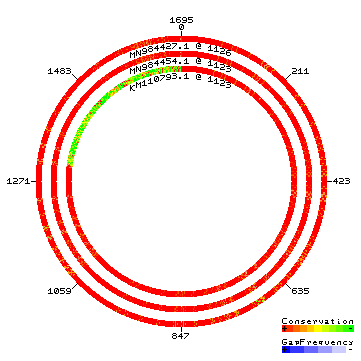 1695
0
MN984427.1 @ 1126
MN984454.1 @ 1123
KM110793.1 @ 1123
1483
211
1271
423
1059
635
847
Conservation
+ -
GapFrequency
+ -